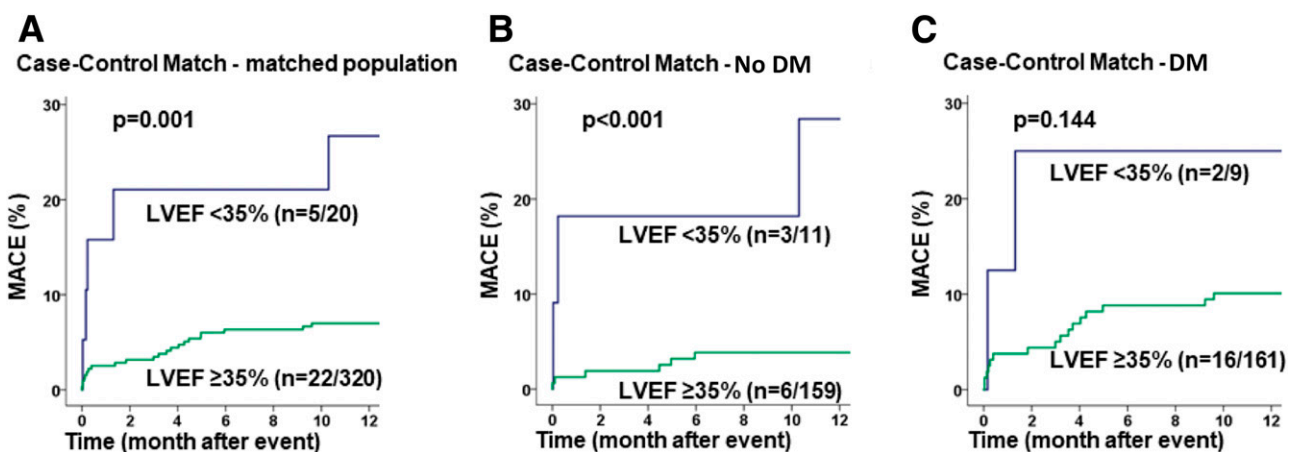 A
Case-Control Match - matched population
p=0.001
30
20
10
0
MACE (%)
LVEF <35% (n=5/20)
LVEF ≥35% (n=22/320)
0 2 4 6 8 10 12
Time (month after event)
B
Case-Control Match - No DM
p<0.001
30
20
10
0
MACE (%)
LVEF <35% (n=3/11)
LVEF ≥35% (n=6/159)
0 2 4 6 8 10 12
Time (month after event)
C
Case-Control Match - DM
p=0.144
30
20
10
0
MACE (%)
LVEF <35% (n=2/9)
LVEF ≥35% (n=16/161)
0 2 4 6 8 10 12
Time (month after event)